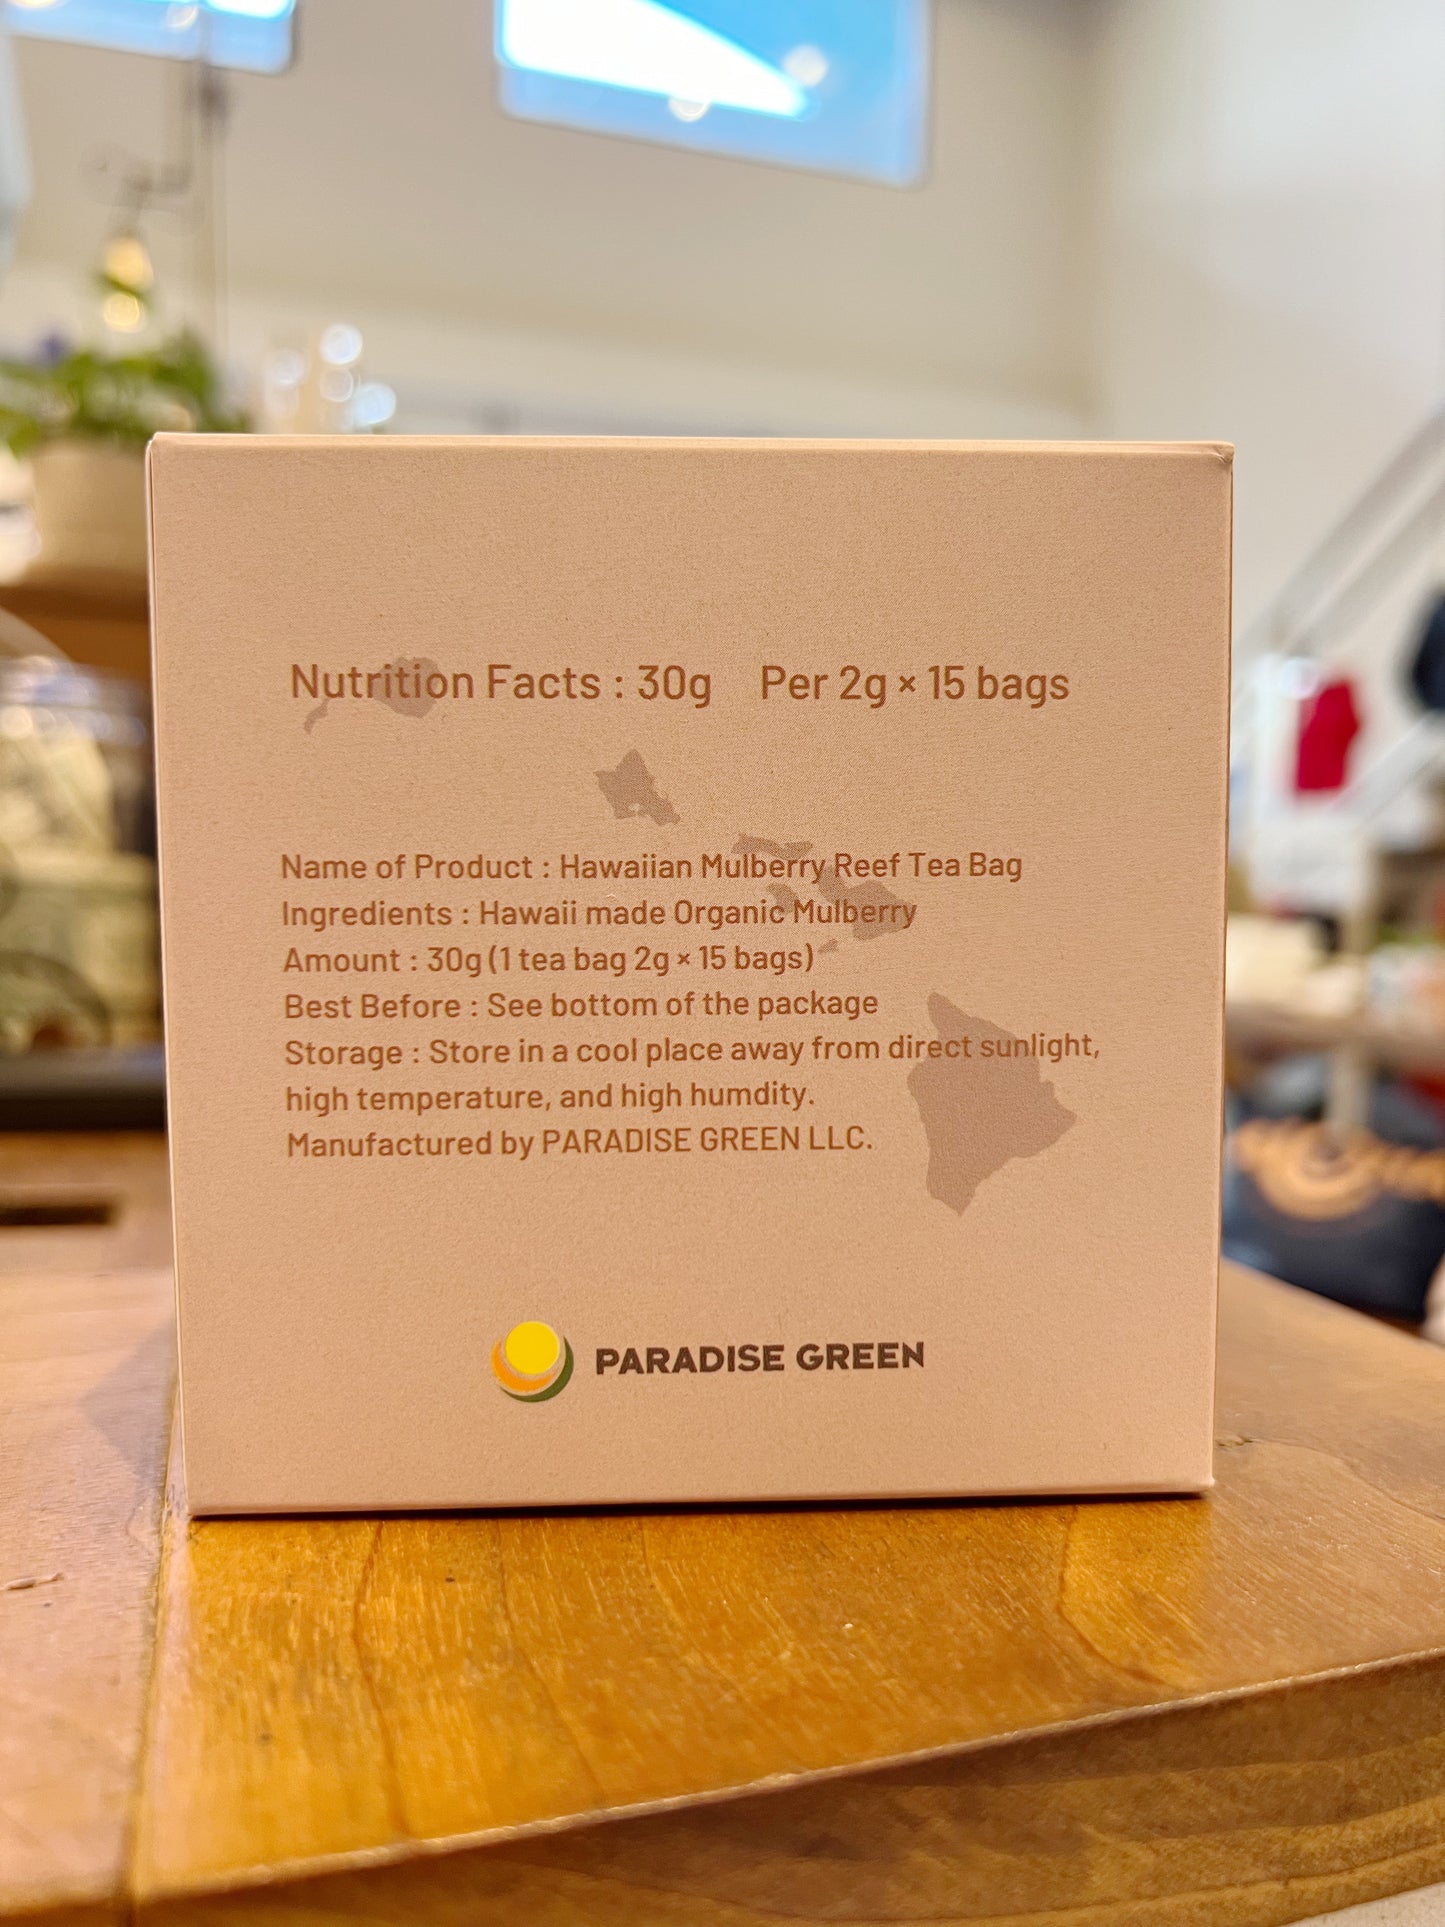 Nutrition Facts : 30g Per 2g × 15 bags
Name of Product : Hawaiian Mulberry Reef Tea Bag
Ingredients : Hawaii made Organic Mulberry
Amount : 30g (1 tea bag 2g × 15 bags)
Best Before : See bottom of the package
Storage : Store in a cool place away from direct sunlight,
high temperature, and high humdity.
Manufactured by PARADISE GREEN LLC.
PARADISE GREEN